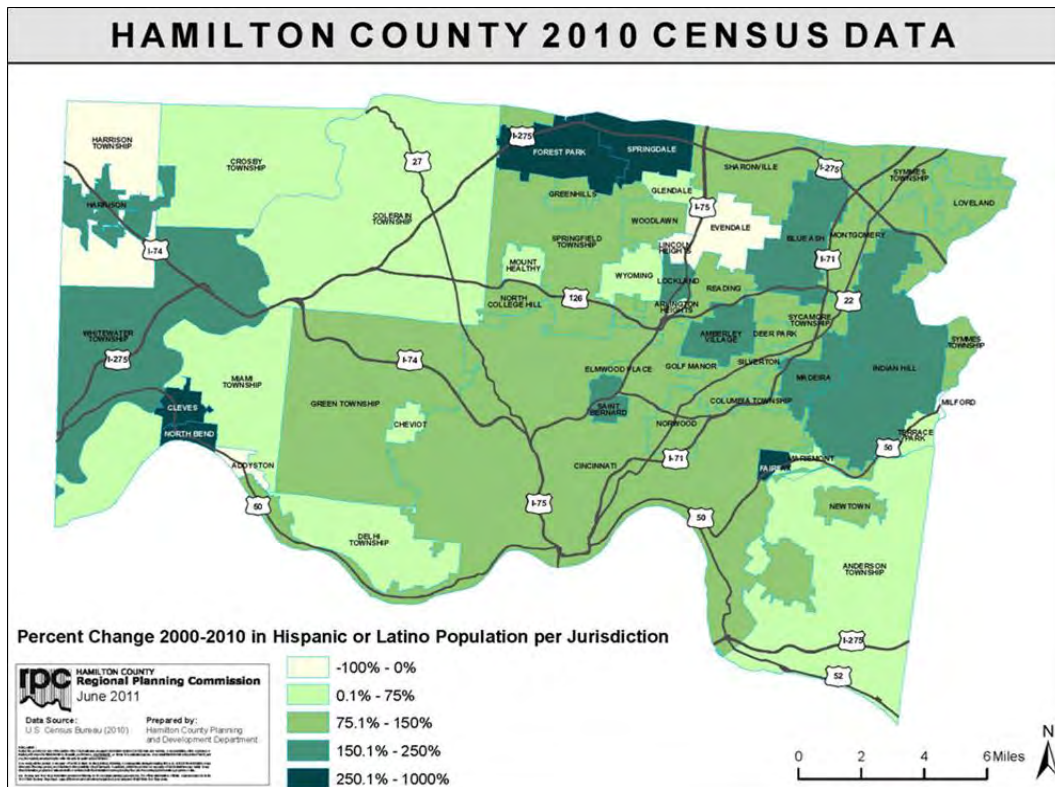 HAMILTON COUNTY 2010 CENSUS DATA
HARRISON
TOWNSHIP
CROSBY
TOWNSHIP
27
I-275
FOREST PARK
SPRINGDALE
SHARONVILLE
I-275
SYMMES
TOWNSHIP
LOVELAND
HARRISON
COLERAIN
TOWNSHIP
GREENHILLS
GLENDALE
I-75
WOODLAWN
EVENDALE
BLUE ASH
MONTGOMERY
I-74
SPRINGFIELD
TOWNSHIP
LINCOLN
HEIGHTS
MOUNT
HEALTHY
WYOMING
LOCKLAND
READING
I-71
NORTH
COLLEGE HILL
126
ARLINGTON
HEIGHTS
22
SYCAMORE
TOWNSHIP
WHITEWATER
TOWNSHIP
I-275
AMBERLEY
VILLAGE
DEER PARK
SYMMES
TOWNSHIP
I-74
MIAMI
TOWNSHIP
ELMWOOD PLACE
GOLF MANOR
SILVERTON
MADEIRA
INDIAN HILL
CLEVES
GREEN TOWNSHIP
SAINT
BERNARD
COLUMBIA TOWNSHIP
MILFORD
NORTH BEND
CHEVIOT
NORWOOD
TERRACE
PARK
ADDYSTON
CINCINNATI
I-71
MARIEMONT
50
50
I-75
50
NEWTOWN
DELHI
TOWNSHIP
ANDERSON
TOWNSHIP
I-275
52
Percent Change 2000-2010 in Hispanic or Latino Population per Jurisdiction
-100% - 0%
0.1% - 75%
75.1% - 150%
150.1% - 250%
250.1% - 1000%
rpc
HAMILTON COUNTY
Regional Planning Commission
June 2011
Data Source:
U.S. Census Bureau (2010)
Prepared by:
Hamilton County Planning
and Development Department
N
0 2 4 6 Miles